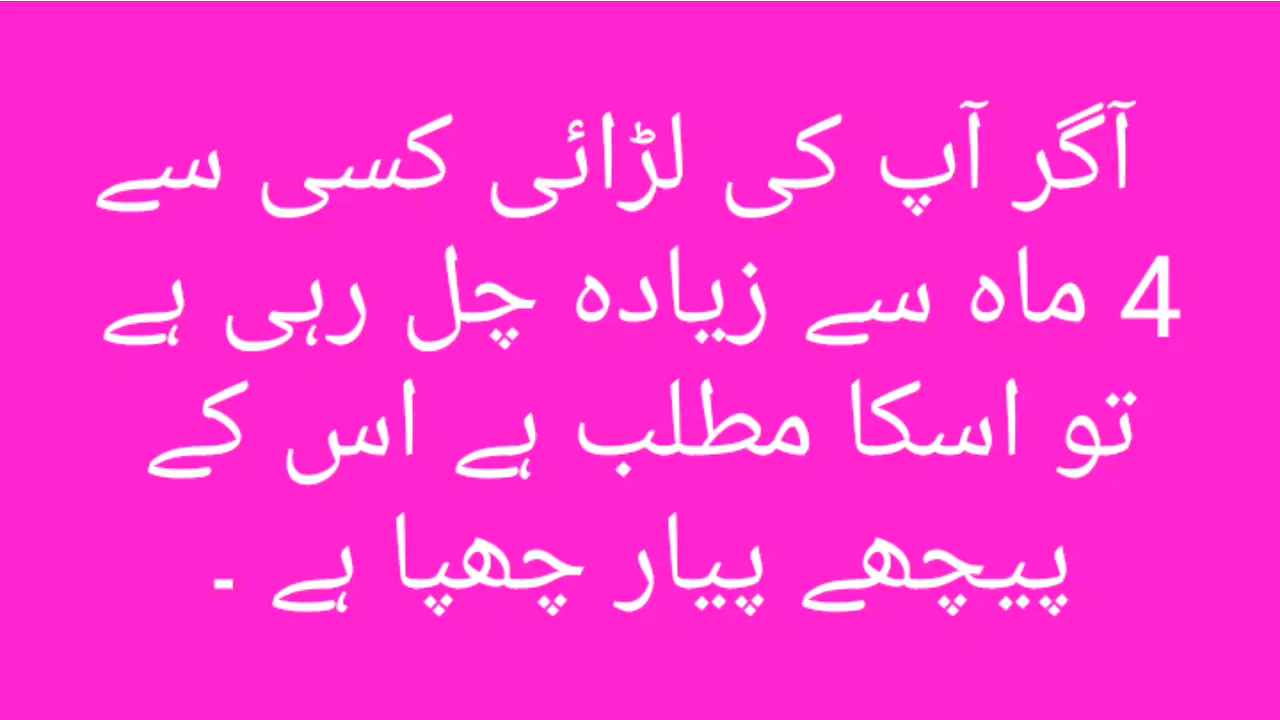 آگر آپ کی لڑائی کسی سے
4 ماہ سے زیادہ چل رہی ہے
تو اسکا مطلب ہے اس کے
پیچھے پیار چھپا ہے ۔